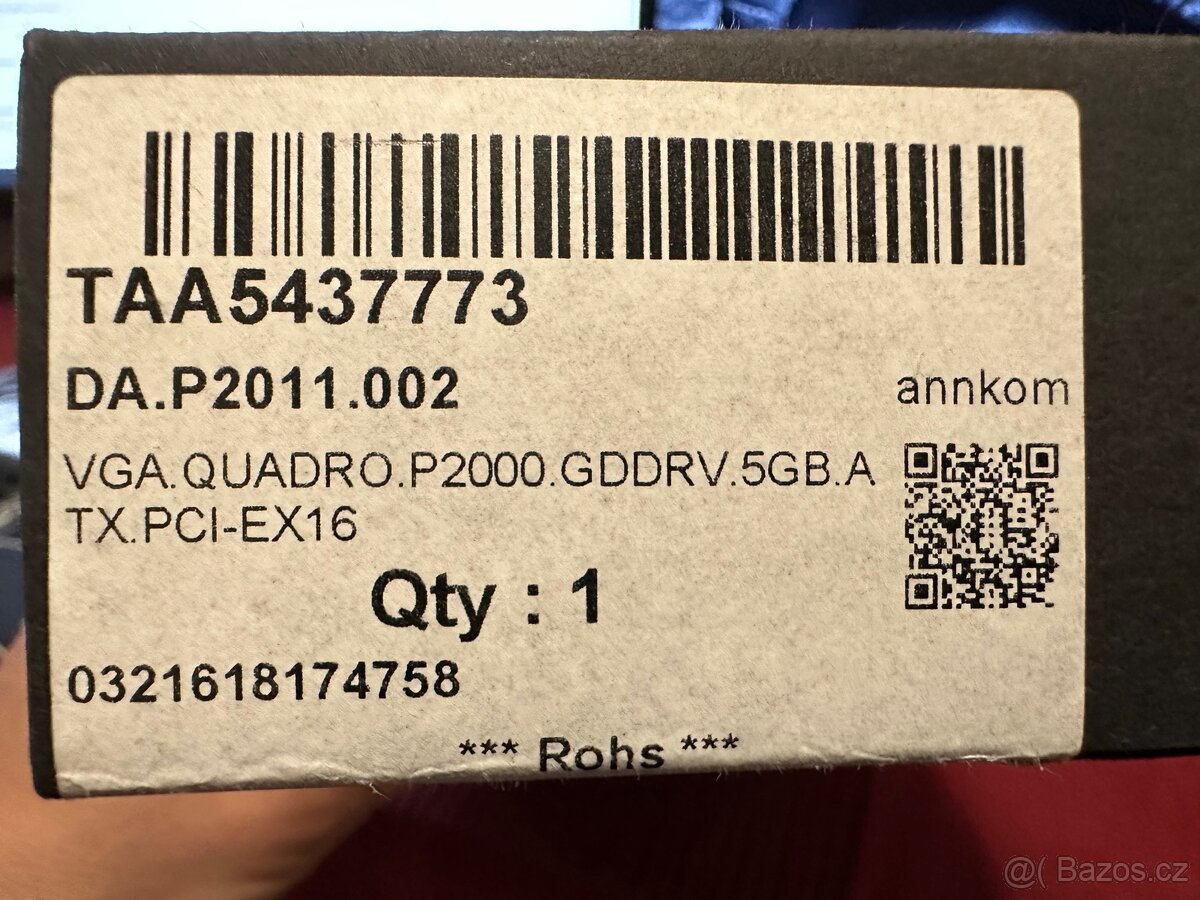 TAA5437773
DA.P2011.002
annkom
VGA.QUADRO.P2000.GDDRV.5GB.A
TX.PCI-EX16
Qty : 1
0321618174758
*** Rohs ***
@( Bazos.cz